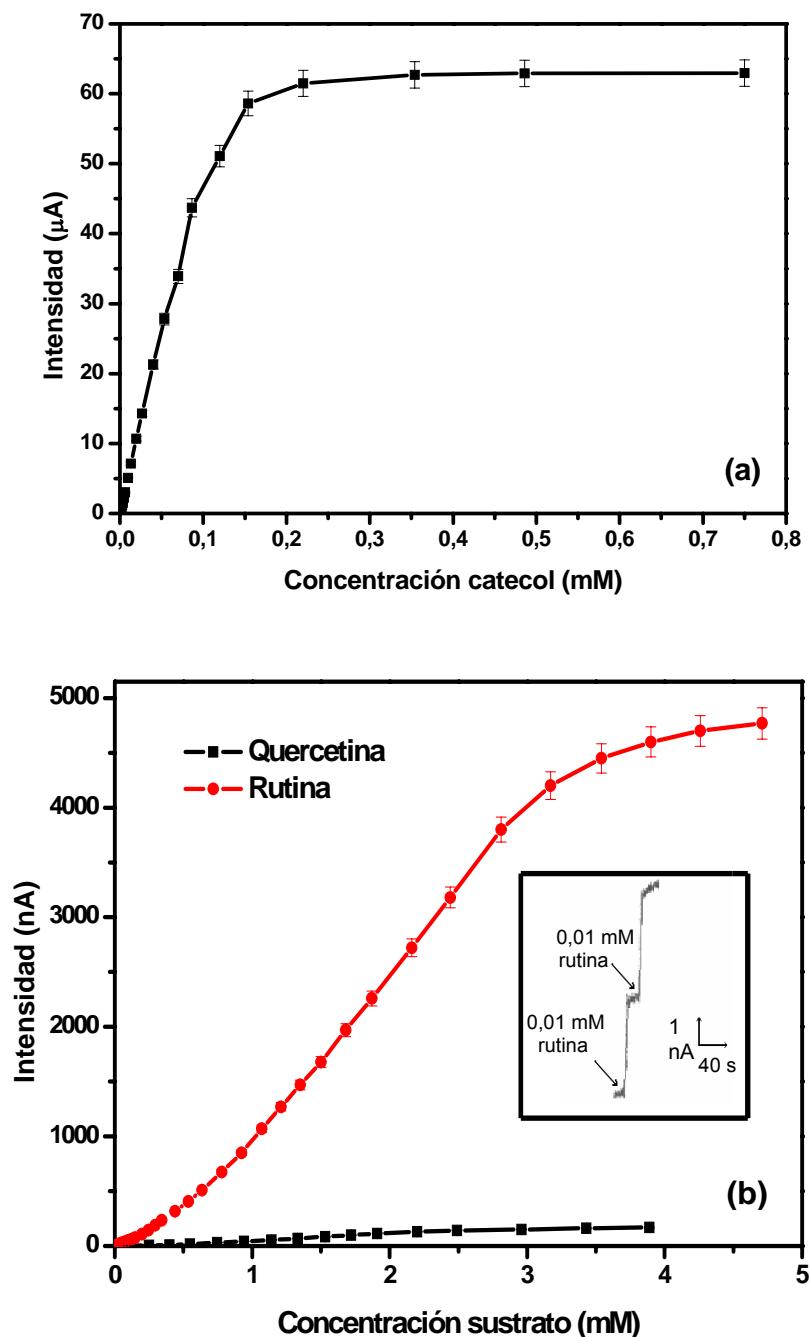 70
60
50
40
30
20
10
0
Intensidad (µA)
(a)
0,0 0,1 0,2 0,3 0,4 0,5 0,6 0,7 0,8
Concentración catecol (mM)
5000
4000
3000
2000
1000
0
Intensidad (nA)
Quercetina
Rutina
0,01 mM
rutina
0,01 mM
rutina
1
nA
40 s
(b)
0 1 2 3 4 5
Concentración sustrato (mM)